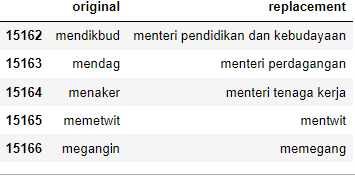 original replacement
15162 mendikbud menteri pendidikan dan kebudayaan
15163 mendag menteri perdagangan
15164 menaker menteri tenaga kerja
15165 memetwit mentwit
15166 megangin memegang